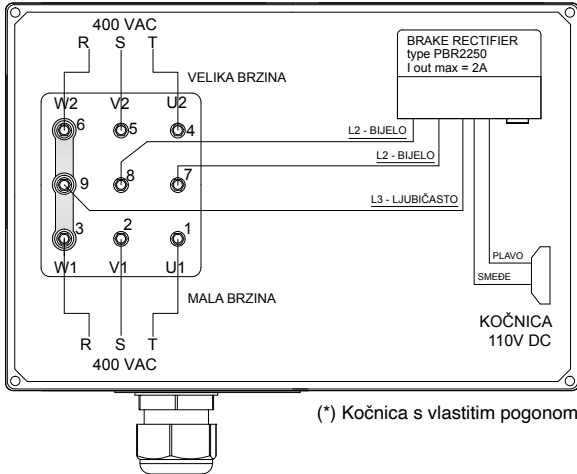 400 VAC
R S T
VELIKA BRZINA
W2 V2 U2
6 5 4
9 8 7
3 2 1
W1 V1 U1
MALA BRZINA
R S T
400 VAC
BRAKE RECTIFIER
type PBR2250
I out max = 2A
L2 - BIJELO
L2 - BIJELO
L3 - LJUBIČASTO
PLAVO
SMEĐE
KOČNICA
110V DC
(*) Kočnica s vlastitim pogonom